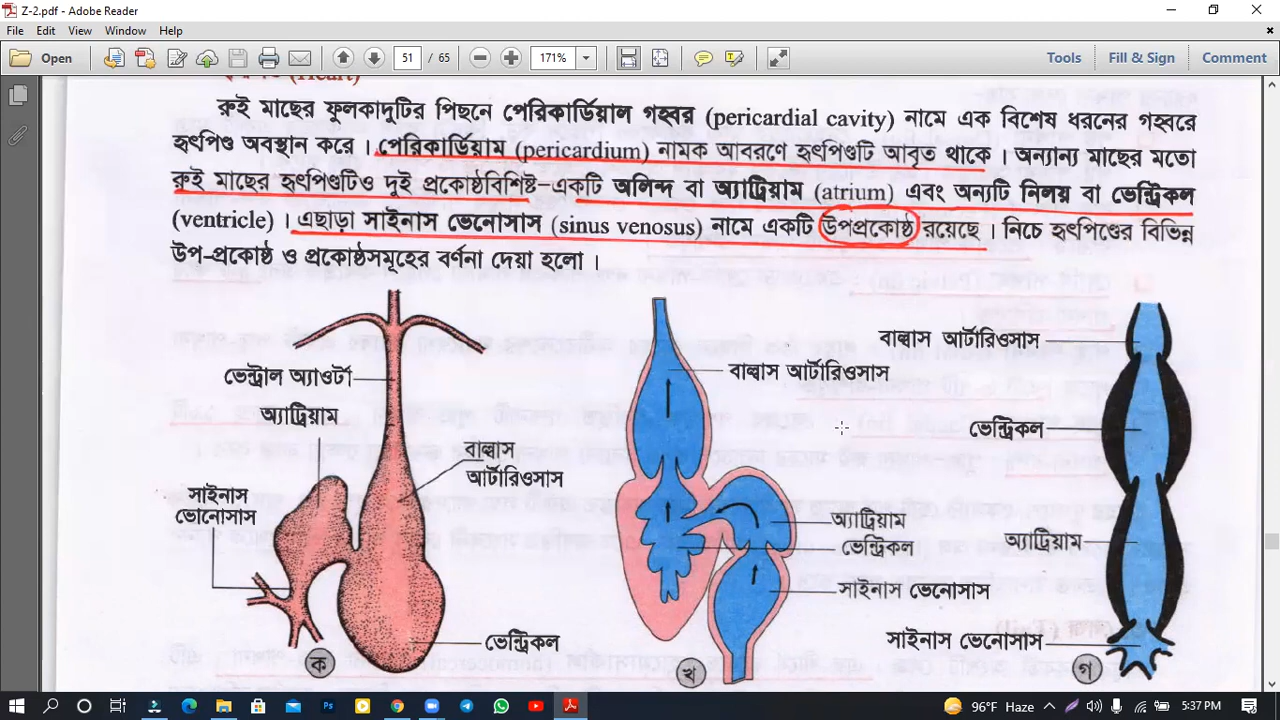 Z-2.pdf - Adobe Reader
File Edit View Window Help
Open 51 / 65 171% Tools Fill & Sign Comment
(Heart)
রুই মাছের ফুলকাদুটির পিছনে পেরিকার্ডিয়াল গহ্বর (pericardial cavity) নামে এক বিশেষ ধরনের গহ্বরে
হৃৎপিণ্ড অবস্থান করে । পেরিকার্ডিয়াম (pericardium) নামক আবরণে হৃৎপিণ্ডটি আবৃত থাকে । অন্যান্য মাছের মতো
রুই মাছের হৃৎপিণ্ডটিও দুই প্রকোষ্ঠবিশিষ্ট–একটি অলিন্দ বা অ্যাট্রিয়াম (atrium) এবং অন্যটি নিলয় বা ভেন্ট্রিকল
(ventricle) । এছাড়া সাইনাস ভেনোসাস (sinus venosus) নামে একটি উপপ্রকোষ্ঠ রয়েছে । নিচে হৃৎপিণ্ডের বিভিন্ন
উপ-প্রকোষ্ঠ ও প্রকোষ্ঠসমূহের বর্ণনা দেয়া হলো ।
ভেন্ট্রাল অ্যাওর্টা
অ্যাট্রিয়াম
বাল্বাস
আর্টারিওসাস
সাইনাস
ভোনোসাস
ভেন্ট্রিকল
ক
বাল্বাস আর্টারিওসাস
অ্যাট্রিয়াম
ভেন্ট্রিকল
সাইনাস ভেনোসাস
খ
বাল্বাস আর্টারিওসাস
ভেন্ট্রিকল
অ্যাট্রিয়াম
সাইনাস ভেনোসাস
গ
96°F Haze 5:37 PM